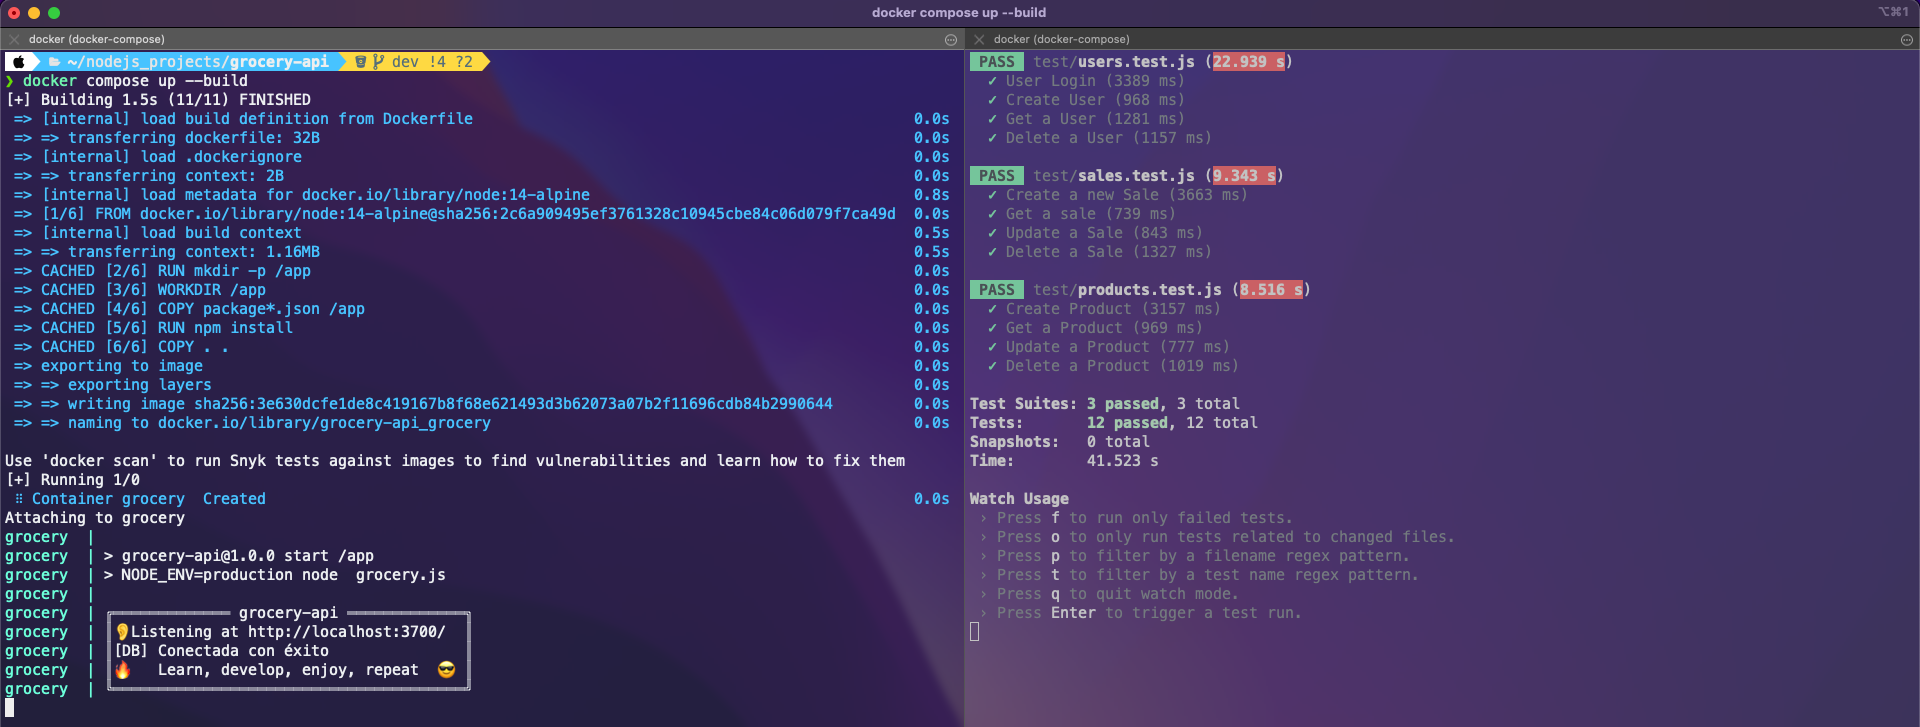 docker compose up --build
⌥⌘1
docker (docker-compose)
~/nodejs_projects/grocery-api dev !4 ?2
❯ docker compose up --build
[+] Building 1.5s (11/11) FINISHED
=> [internal] load build definition from Dockerfile 0.0s
=> => transferring dockerfile: 32B 0.0s
=> [internal] load .dockerignore 0.0s
=> => transferring context: 2B 0.0s
=> [internal] load metadata for docker.io/library/node:14-alpine 0.8s
=> [1/6] FROM docker.io/library/node:14-alpine@sha256:2c6a909495ef3761328c10945cbe84c06d079f7ca49d 0.0s
=> [internal] load build context 0.5s
=> => transferring context: 1.16MB 0.5s
=> CACHED [2/6] RUN mkdir -p /app 0.0s
=> CACHED [3/6] WORKDIR /app 0.0s
=> CACHED [4/6] COPY package*.json /app 0.0s
=> CACHED [5/6] RUN npm install 0.0s
=> CACHED [6/6] COPY . . 0.0s
=> exporting to image 0.0s
=> => exporting layers 0.0s
=> => writing image sha256:3e630dcfe1de8c419167b8f68e621493d3b62073a07b2f11696cdb84b2990644 0.0s
=> => naming to docker.io/library/grocery-api_grocery 0.0s
Use 'docker scan' to run Snyk tests against images to find vulnerabilities and learn how to fix them
[+] Running 1/0
⠿ Container grocery Created 0.0s
Attaching to grocery
grocery |
grocery | > grocery-api@1.0.0 start /app
grocery | > NODE_ENV=production node grocery.js
grocery |
grocery | grocery-api
grocery | 👂Listening at http://localhost:3700/
grocery | [DB] Conectada con éxito
grocery | 🔥 Learn, develop, enjoy, repeat 😎
grocery |
docker (docker-compose)
PASS test/users.test.js (22.939 s)
✓ User Login (3389 ms)
✓ Create User (968 ms)
✓ Get a User (1281 ms)
✓ Delete a User (1157 ms)
PASS test/sales.test.js (9.343 s)
✓ Create a new Sale (3663 ms)
✓ Get a sale (739 ms)
✓ Update a Sale (843 ms)
✓ Delete a Sale (1327 ms)
PASS test/products.test.js (8.516 s)
✓ Create Product (3157 ms)
✓ Get a Product (969 ms)
✓ Update a Product (777 ms)
✓ Delete a Product (1019 ms)
Test Suites: 3 passed, 3 total
Tests: 12 passed, 12 total
Snapshots: 0 total
Time: 41.523 s
Watch Usage
› Press f to run only failed tests.
› Press o to only run tests related to changed files.
› Press p to filter by a filename regex pattern.
› Press t to filter by a test name regex pattern.
› Press q to quit watch mode.
› Press Enter to trigger a test run.